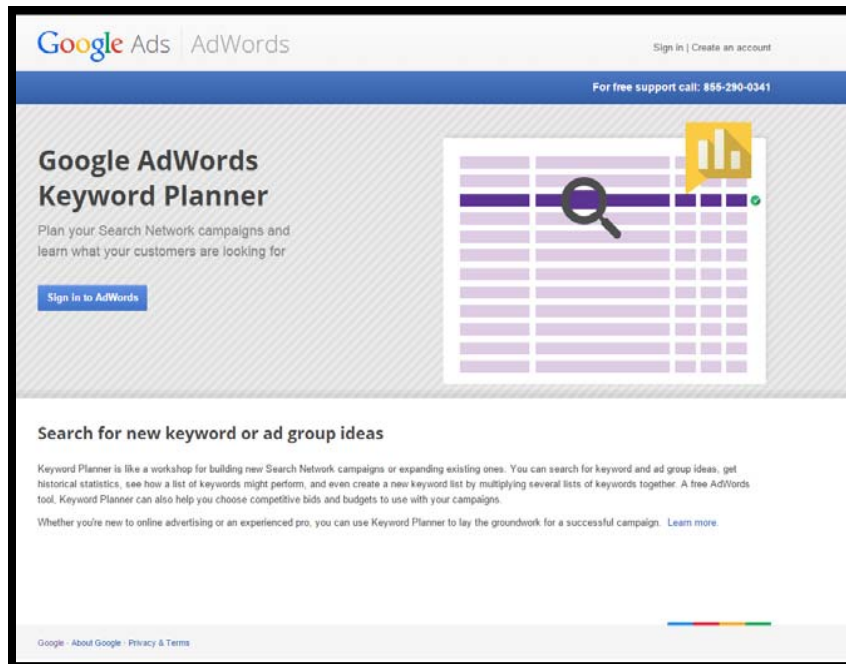 Google Ads | AdWords
Sign in | Create an account
For free support call: 855-290-0341
Google AdWords
Keyword Planner
Plan your Search Network campaigns and
learn what your customers are looking for
Sign in to AdWords
Search for new keyword or ad group ideas
Keyword Planner is like a workshop for building new Search Network campaigns or expanding existing ones. You can search for keyword and ad group ideas, get
historical statistics, see how a list of keywords might perform, and even create a new keyword list by multiplying several lists of keywords together. A free AdWords
tool, Keyword Planner can also help you choose competitive bids and budgets to use with your campaigns.
Whether you're new to online advertising or an experienced pro, you can use Keyword Planner to lay the groundwork for a successful campaign. Learn more.
Google - About Google - Privacy & Terms